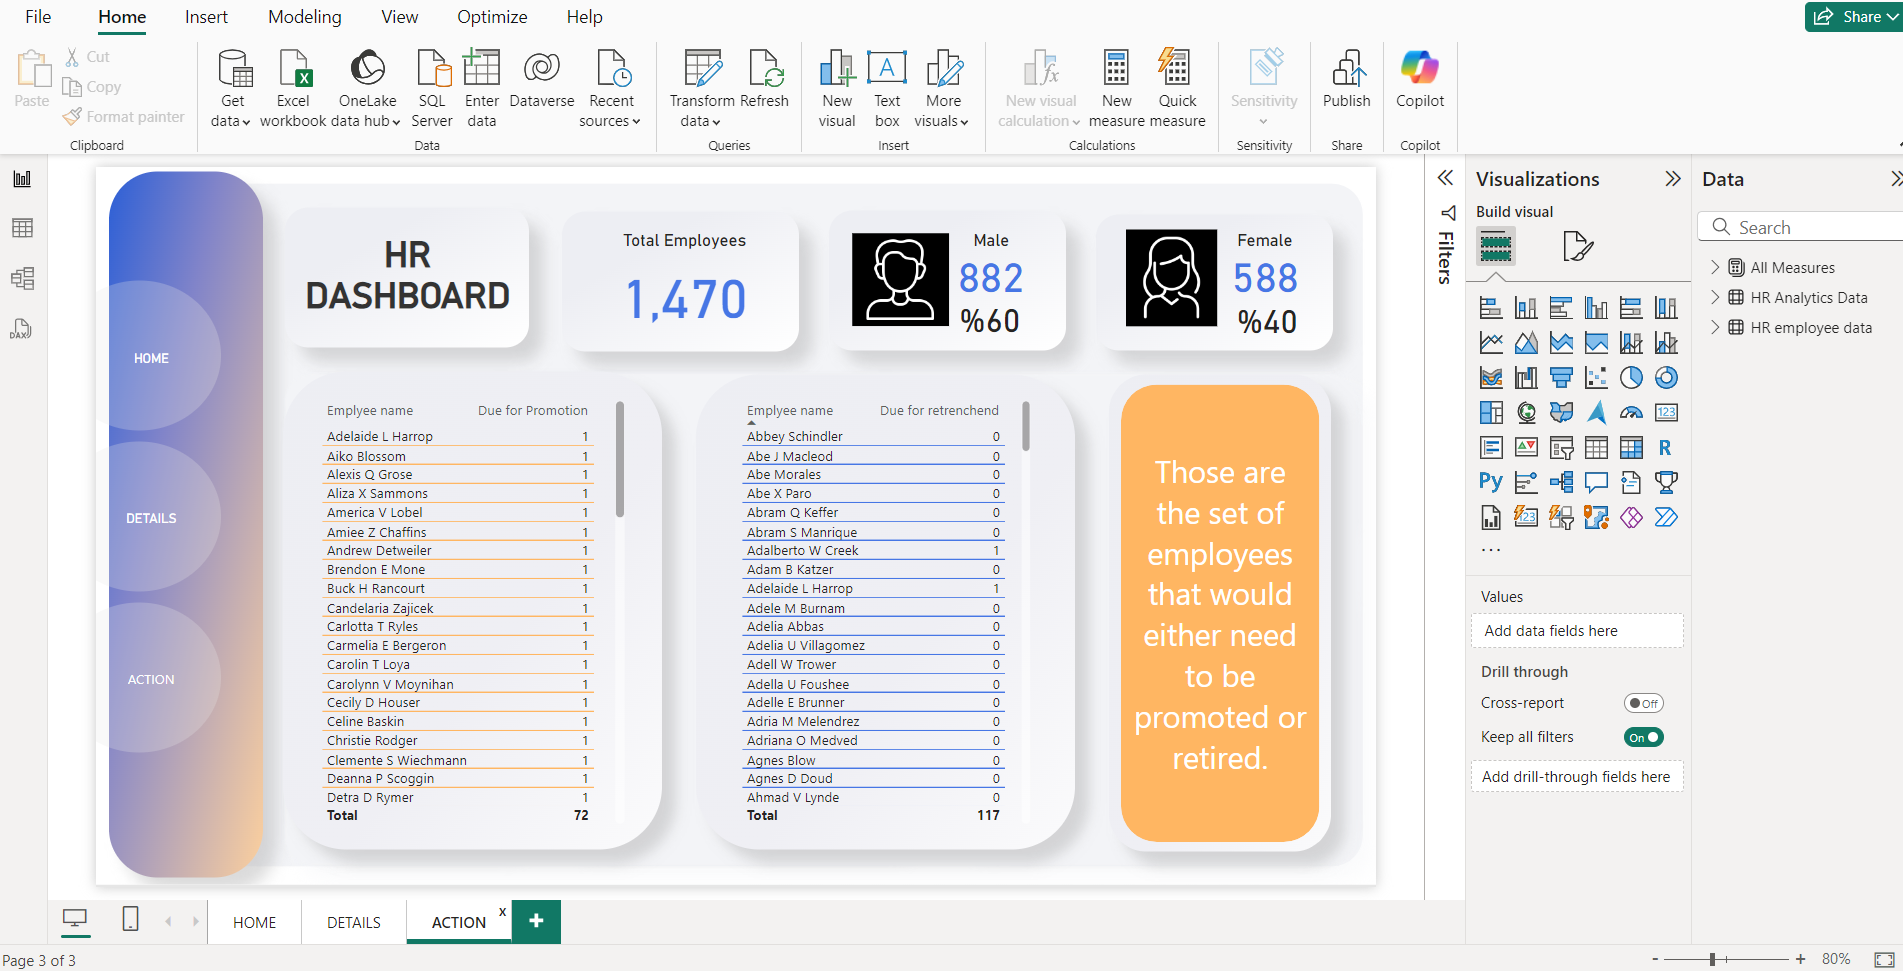 File Home Insert Modeling View Optimize Help
Share
Paste
Cut
Copy
Format painter
Clipboard
Get data
Excel workbook
OneLake data hub
SQL Server
Enter data
Dataverse
Recent sources
Data
Transform data
Refresh
Queries
New visual
Text box
More visuals
Insert
New visual calculation
New measure
Quick measure
Calculations
Sensitivity
Sensitivity
Publish
Share
Copilot
Copilot
HOME
DETAILS
ACTION
HR
DASHBOARD
Total Employees
1,470
Male
882
%60
Female
588
%40
Emplyee name Due for Promotion
Adelaide L Harrop 1
Aiko Blossom 1
Alexis Q Grose 1
Aliza X Sammons 1
America V Lobel 1
Amiee Z Chaffins 1
Andrew Detweiler 1
Brendon E Mone 1
Buck H Rancourt 1
Candelaria Zajicek 1
Carlotta T Ryles 1
Carmelia E Bergeron 1
Carolin T Loya 1
Carolynn V Moynihan 1
Cecily D Houser 1
Celine Baskin 1
Christie Rodger 1
Clemente S Wiechmann 1
Deanna P Scoggin 1
Detra D Rymer 1
Total 72
Emplyee name Due for retrenchend
Abbey Schindler 0
Abe J Macleod 0
Abe Morales 0
Abe X Paro 0
Abram Q Keffer 0
Abram S Manrique 0
Adalberto W Creek 1
Adam B Katzer 0
Adelaide L Harrop 1
Adele M Burnam 0
Adelia Abbas 0
Adelia U Villagomez 0
Adell W Trower 0
Adella U Foushee 0
Adelle E Brunner 0
Adria M Melendrez 0
Adriana O Medved 0
Agnes Blow 0
Agnes D Doud 0
Ahmad V Lynde 0
Total 117
Those are
the set of
employees
that would
either need
to be
promoted or
retired.
Filters
Visualizations
Build visual
123
R
Py
123
...
Values
Add data fields here
Drill through
Cross-report Off
Keep all filters On
Add drill-through fields here
Data
Search
All Measures
HR Analytics Data
HR employee data
DAX
HOME DETAILS ACTION x +
Page 3 of 3
- + 80%